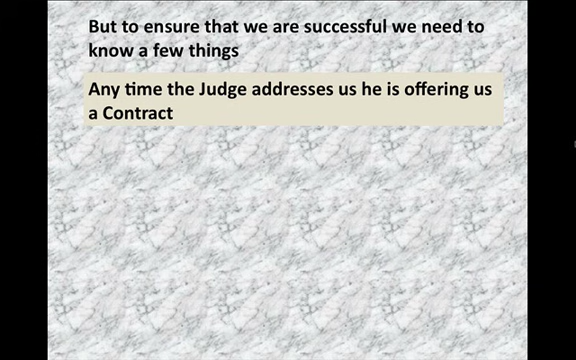 But to ensure that we are successful we need to
know a few things
Any time the Judge addresses us he is offering us
a Contract